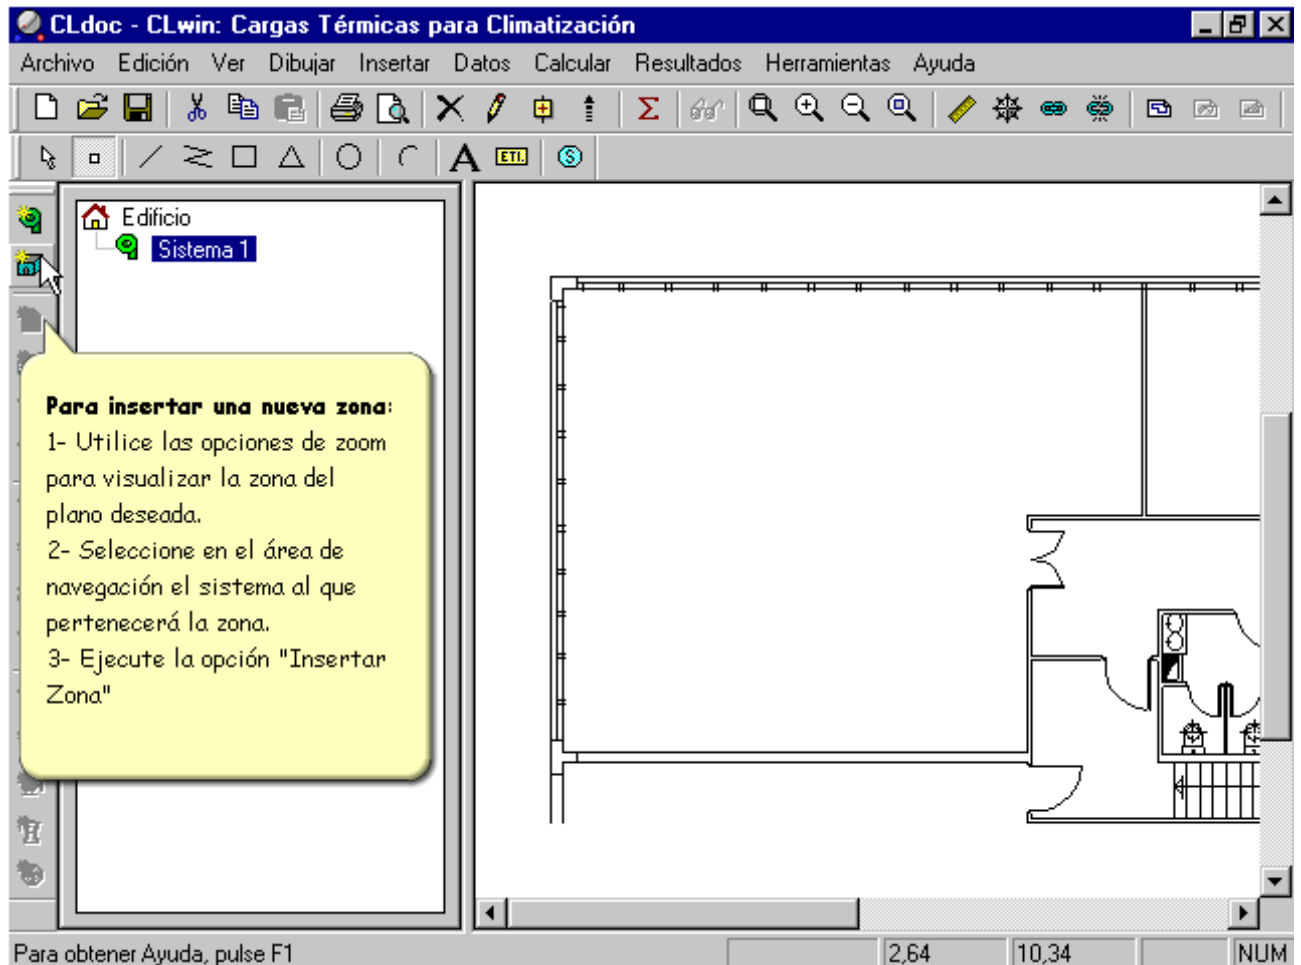 CLdoc - CLwin: Cargas Térmicas para Climatización
Archivo Edición Ver Dibujar Insertar Datos Calcular Resultados Herramientas Ayuda
A ETI. S
Edificio
Sistema 1
Para insertar una nueva zona:
1- Utilice las opciones de zoom
para visualizar la zona del
plano deseada.
2- Seleccione en el área de
navegación el sistema al que
pertenecerá la zona.
3- Ejecute la opción "Insertar
Zona"
H
Para obtener Ayuda, pulse F1 2,64 10,34 NUM